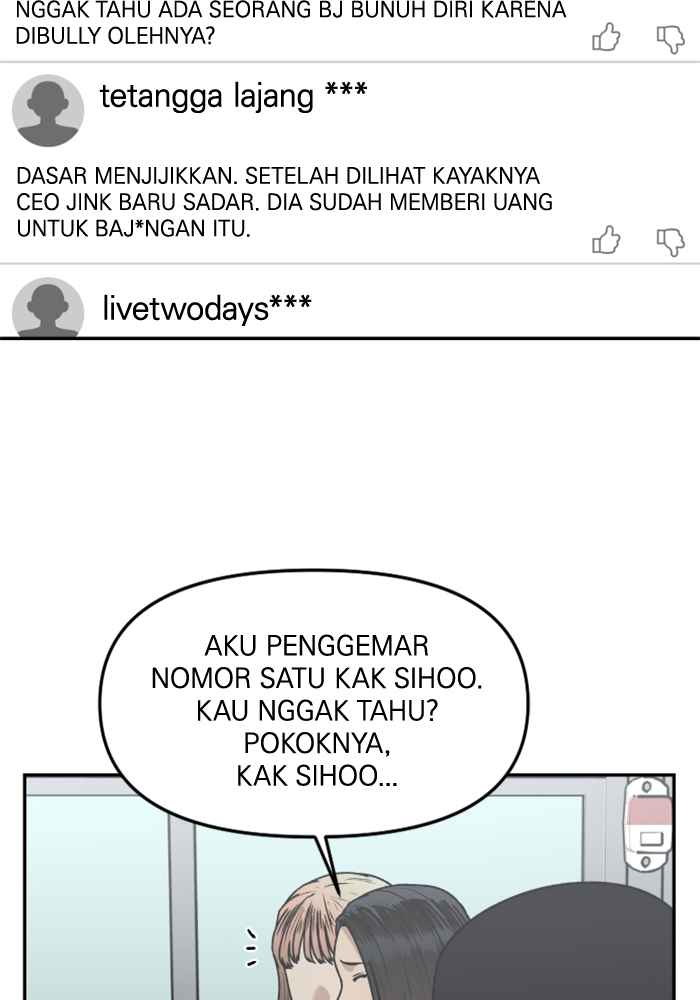 NGGAK TAHU ADA SEORANG BJ BUNUH DIRI KARENA
DIBULLY OLEHNYA?
tetangga lajang ***
DASAR MENJIJIKKAN. SETELAH DILIHAT KAYAKNYA
CEO JINK BARU SADAR. DIA SUDAH MEMBERI UANG
UNTUK BAJ*NGAN ITU.
livetwodays***
AKU PENGGEMAR
NOMOR SATU KAK SIHOO.
KAU NGGAK TAHU?
POKOKNYA,
KAK SIHOO...